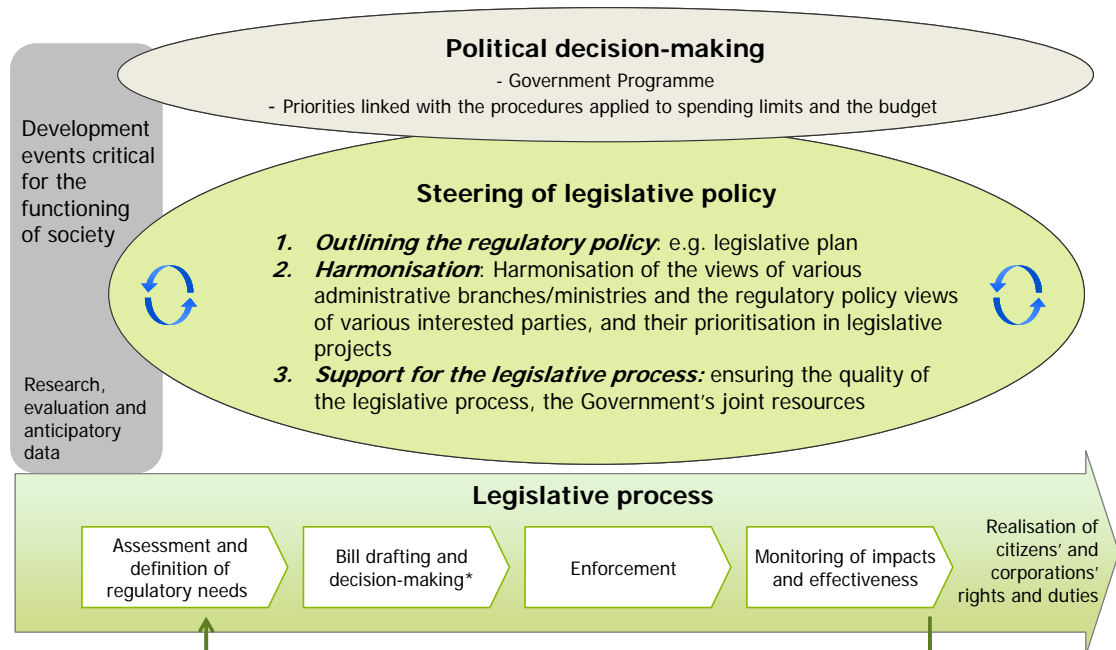 Political decision-making
- Government Programme
- Priorities linked with the procedures applied to spending limits and the budget
Development
events critical
for the
functioning
of society
Research,
evaluation and
anticipatory
data
Steering of legislative policy
1. Outlining the regulatory policy: e.g. legislative plan
2. Harmonisation: Harmonisation of the views of various
administrative branches/ministries and the regulatory policy views
of various interested parties, and their prioritisation in legislative
projects
3. Support for the legislative process: ensuring the quality of
the legislative process, the Government's joint resources
Legislative process
Assessment and
definition of
regulatory needs
Bill drafting and
decision-making*
Enforcement
Monitoring of impacts
and effectiveness
Realisation of
citizens' and
corporations'
rights and duties